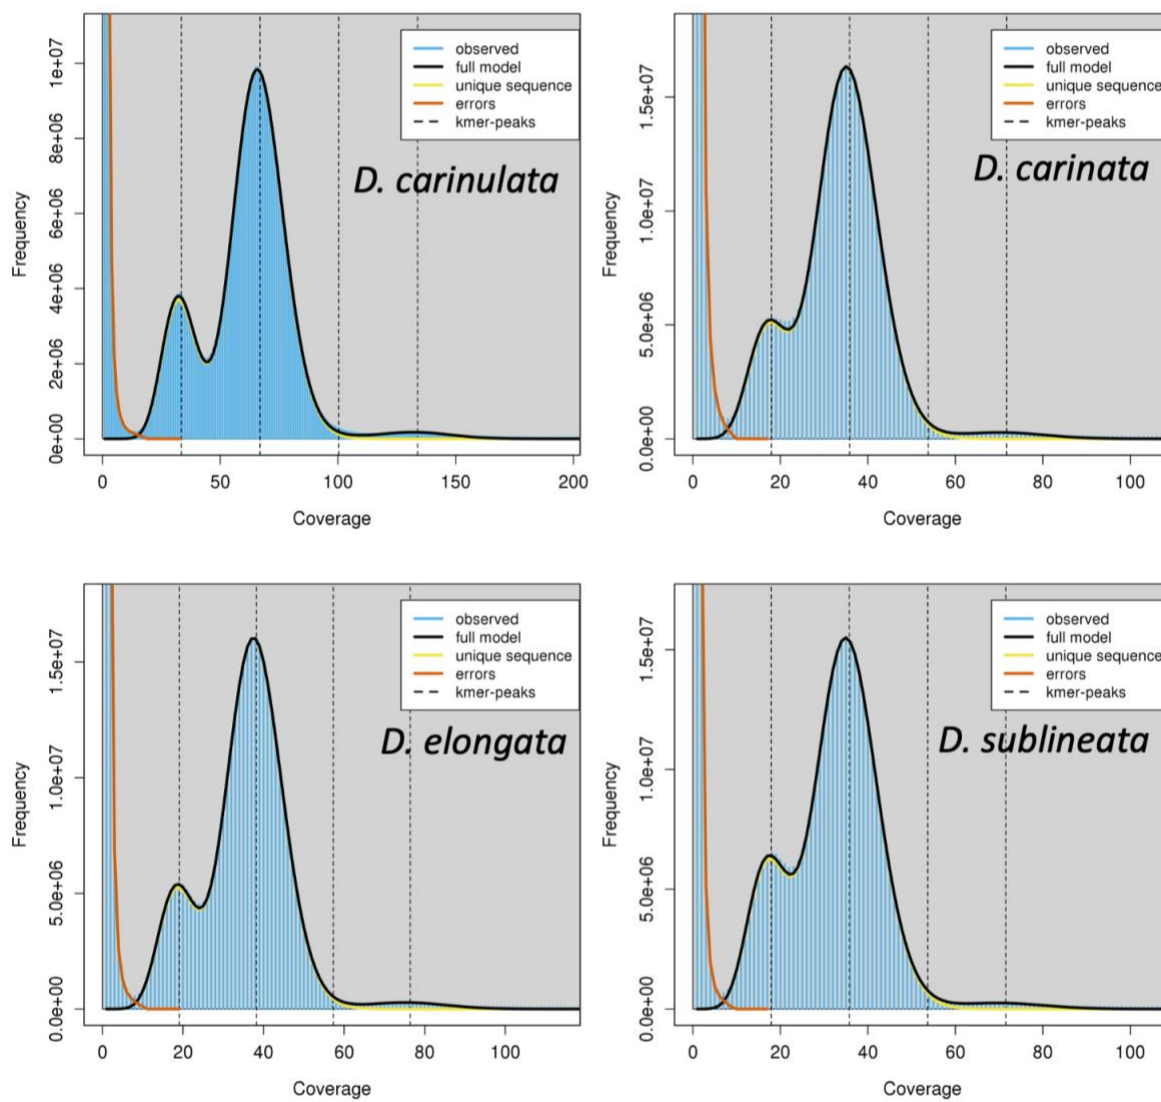 observed
full model
unique sequence
errors
kmer-peaks
D. carinulata
Frequency
0e+00 2e+06 4e+06 6e+06 8e+06 1e+07
0 50 100 150 200
Coverage
observed
full model
unique sequence
errors
kmer-peaks
D. carinata
Frequency
0.0e+00 5.0e+06 1.0e+07 1.5e+07
0 20 40 60 80 100
Coverage
observed
full model
unique sequence
errors
kmer-peaks
D. elongata
Frequency
0.0e+00 5.0e+06 1.0e+07 1.5e+07
0 20 40 60 80 100
Coverage
observed
full model
unique sequence
errors
kmer-peaks
D. sublineata
Frequency
0.0e+00 5.0e+06 1.0e+07 1.5e+07
0 20 40 60 80 100
Coverage